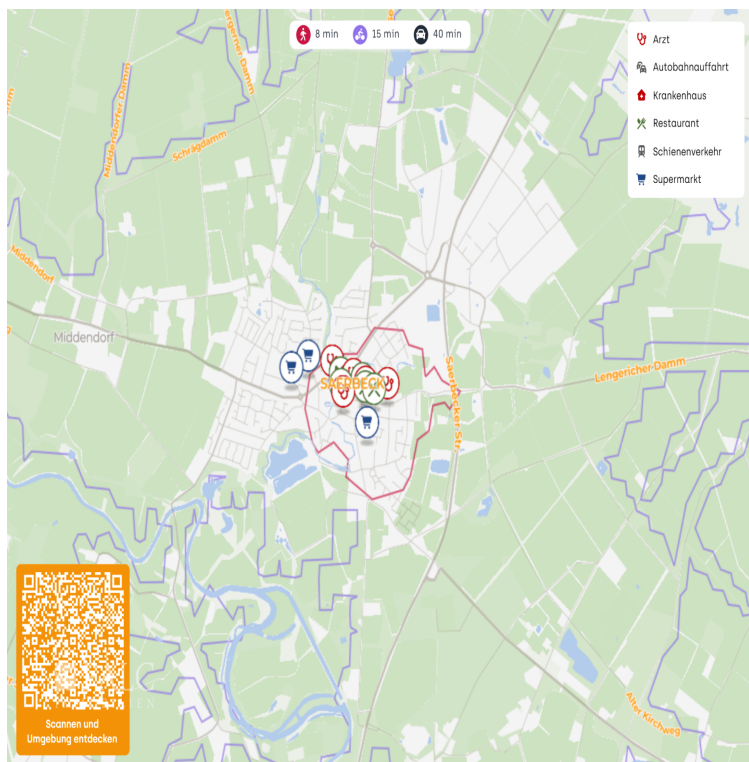 8 min
15 min
40 min
Arzt
Autobahnauffahrt
Krankenhaus
Restaurant
Schienenverkehr
Supermarkt
Middendorfer Damm
Schrägdamm
Middendorf
Middendorf
SAERBECK
Saerbecker Str.
Lengericher Damm
Alter Kirchweg
Scannen und
Umgebung entdecken